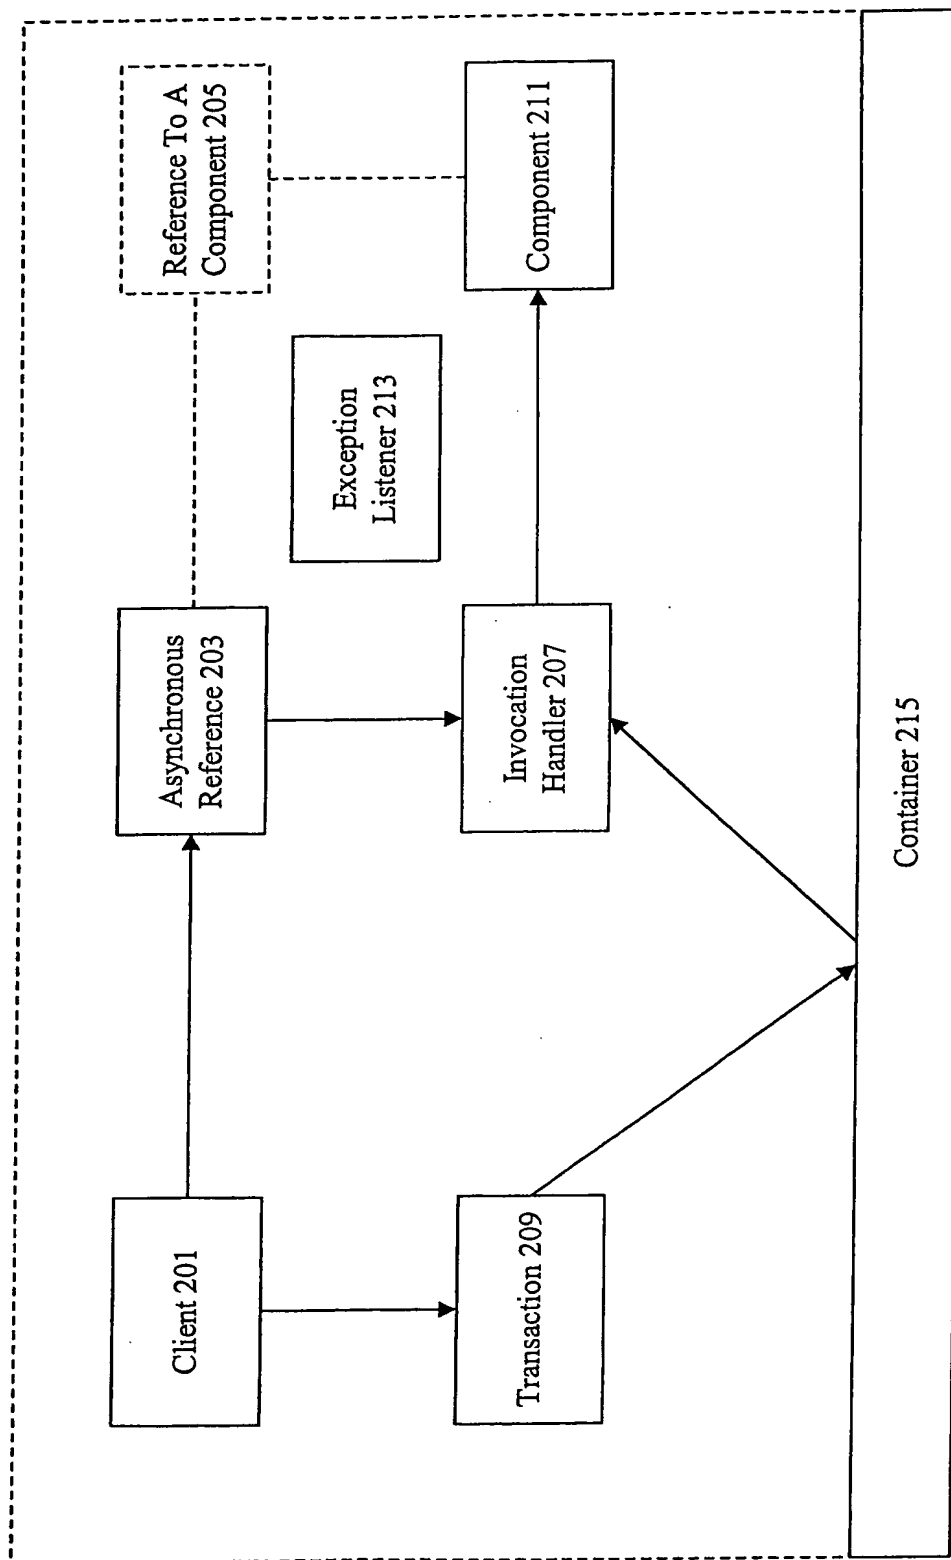 Client 201
Asynchronous
Reference 203
Reference To A
Component 205
Exception
Listener 213
Transaction 209
Invocation
Handler 207
Component 211
Container 215